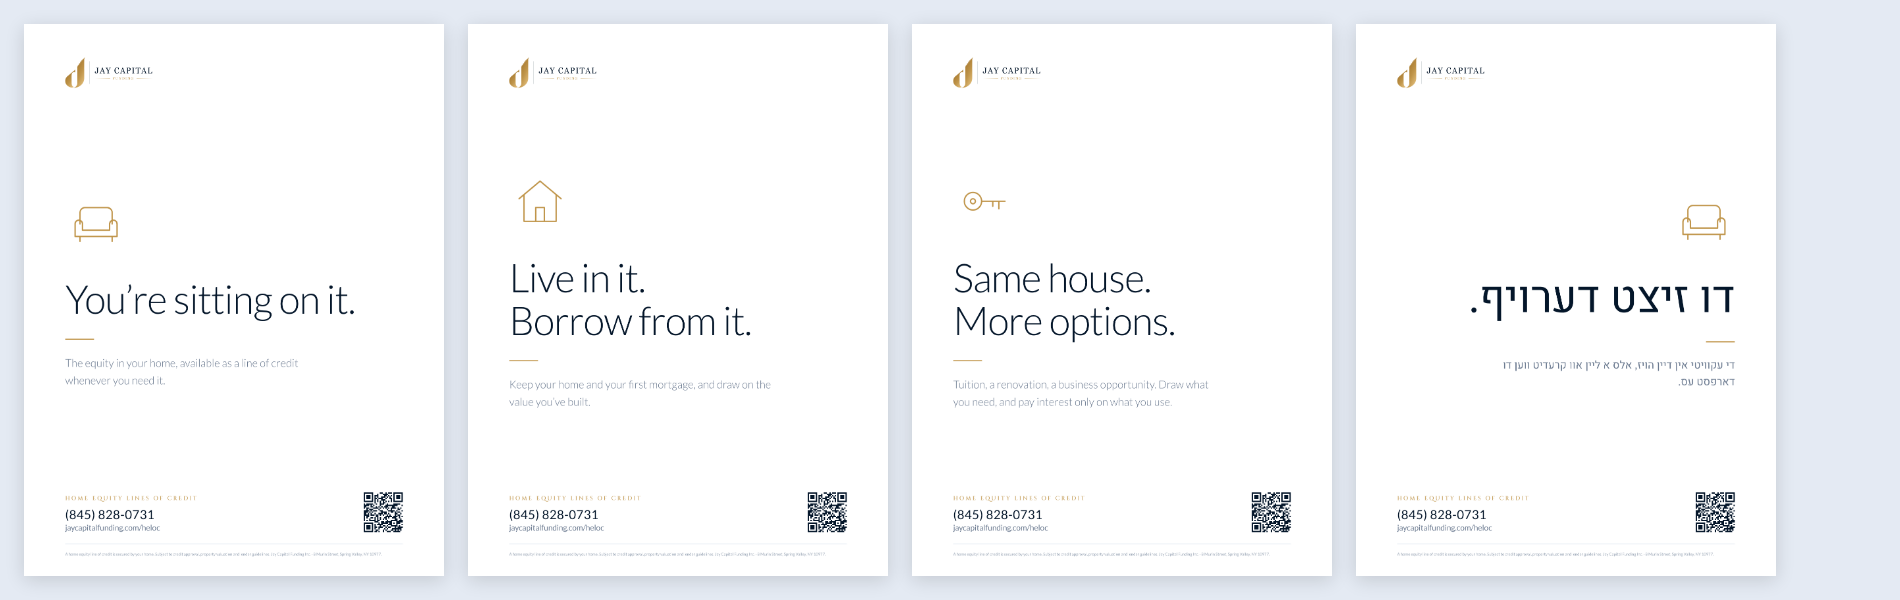 JAY CAPITAL
FUNDING
You're sitting on it.
The equity in your home, available as a line of credit
whenever you need it.
HOME EQUITY LINES OF CREDIT
(845) 828-0731
jaycapitalfunding.com/heloc
JAY CAPITAL
FUNDING
Live in it.
Borrow from it.
Keep your home and your first mortgage, and draw on the
value you've built.
HOME EQUITY LINES OF CREDIT
(845) 828-0731
jaycapitalfunding.com/heloc
JAY CAPITAL
FUNDING
Same house.
More options.
Tuition, a renovation, a business opportunity. Draw what
you need, and pay interest only on what you use.
HOME EQUITY LINES OF CREDIT
(845) 828-0731
jaycapitalfunding.com/heloc
JAY CAPITAL
FUNDING
דו זיצט דערויף.
די עקוויטי אין דיין הויז, אלס א ליין אוו קרעדיט ווען דו
דארפסט עס.
HOME EQUITY LINES OF CREDIT
(845) 828-0731
jaycapitalfunding.com/heloc